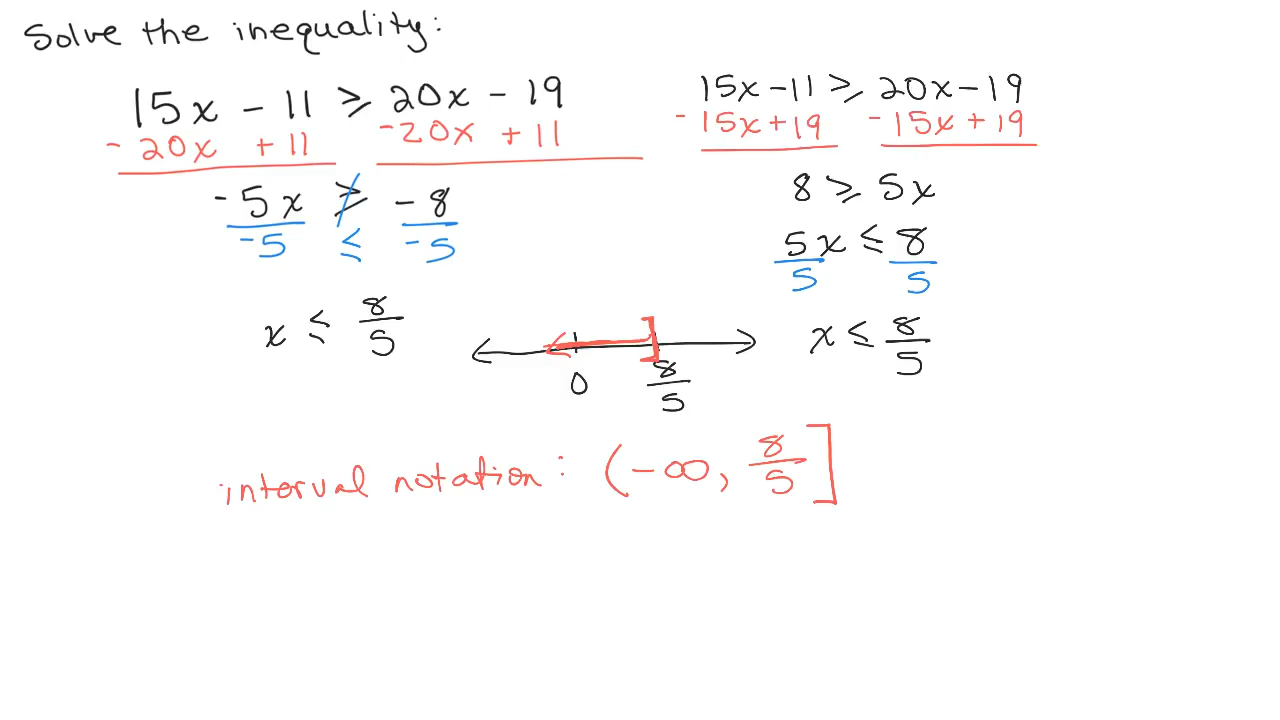 Solve the inequality:
15x - 11 ≥ 20x - 19
- 20x + 11 - 20x + 11
- 5x ≥ - 8
-5 ≤ -5
x ≤ 8/5
15x - 11 ≥ 20x - 19
- 15x + 19 - 15x + 19
8 ≥ 5x
5x ≤ 8
5 5
x ≤ 8/5
0 8/5
interval notation: (-∞, 8/5]